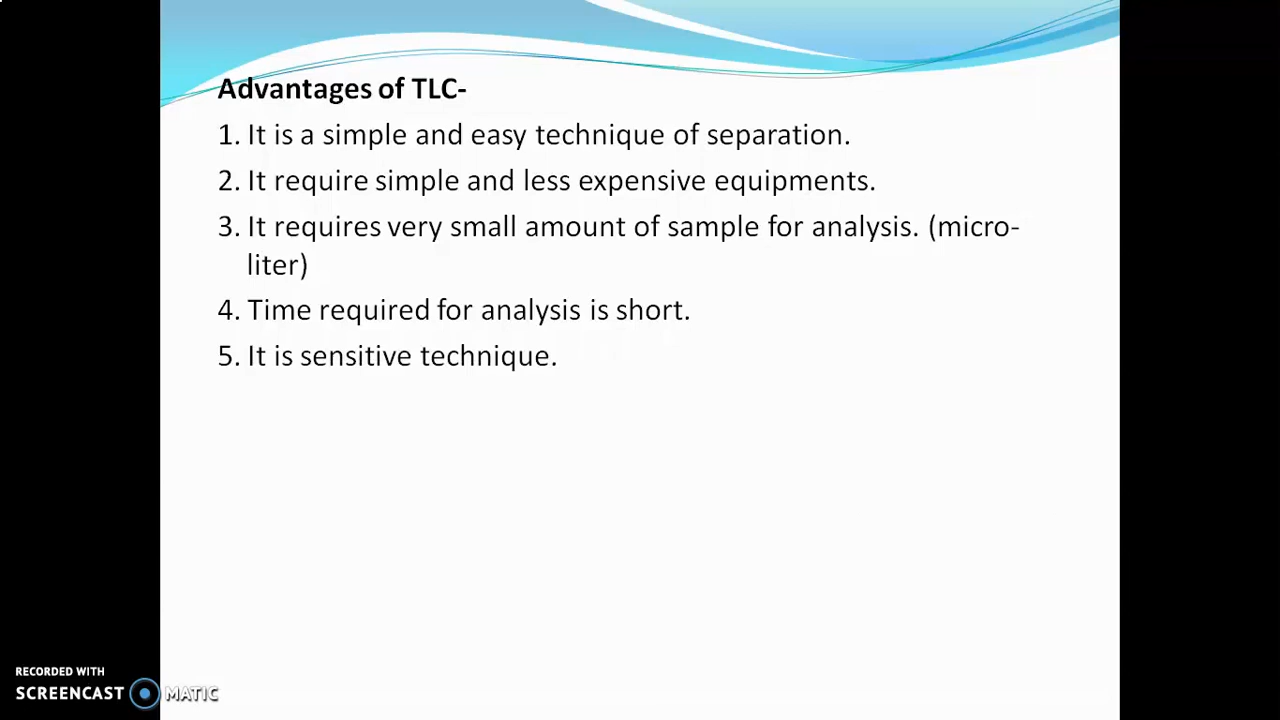 Advantages of TLC-
1. It is a simple and easy technique of separation.
2. It require simple and less expensive equipments.
3. It requires very small amount of sample for analysis. (micro-
liter)
4. Time required for analysis is short.
5. It is sensitive technique.
RECORDED WITH
SCREENCAST MATIC